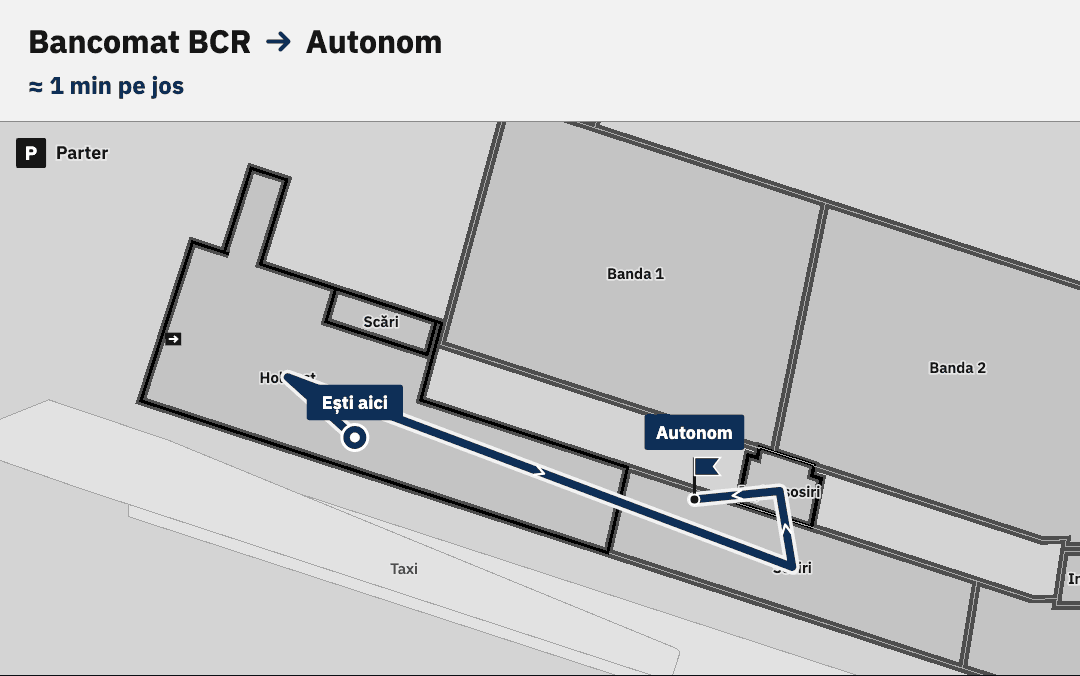 Bancomat BCR → Autonom
≈ 1 min pe jos
P Parter
Banda 1
Scări
Banda 2
Ești aici
Autonom
Taxi